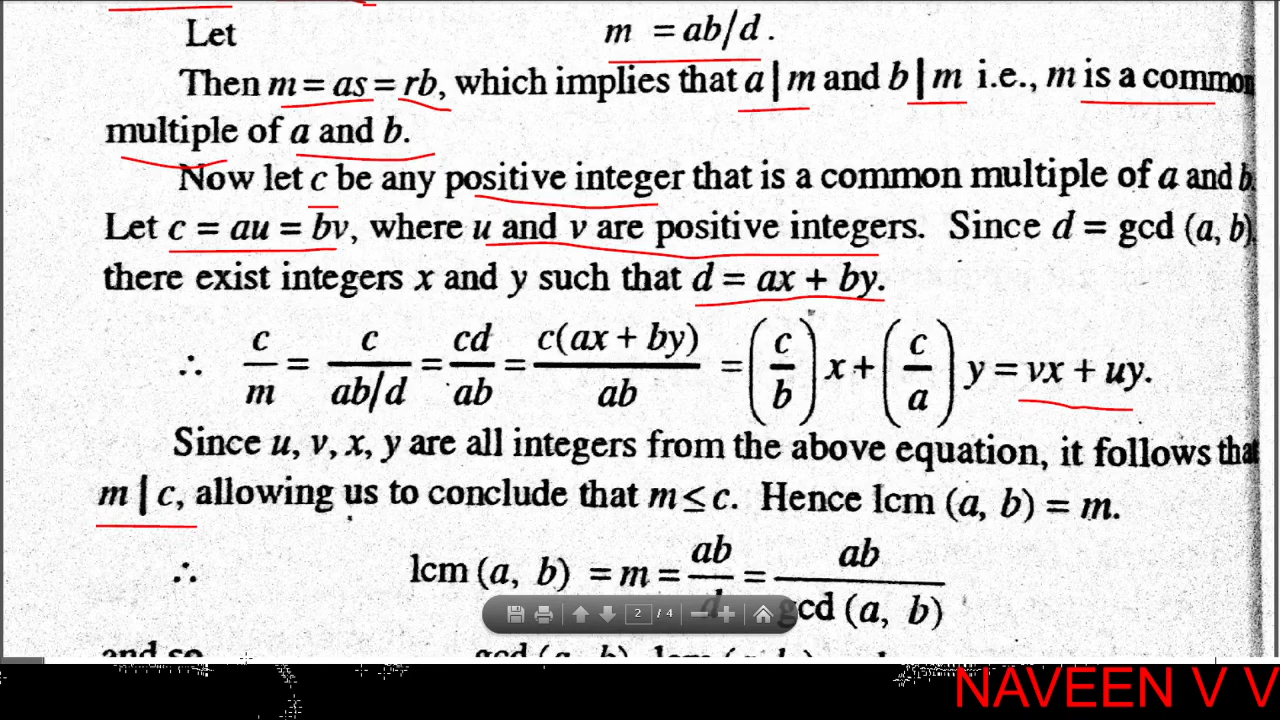 Let m = ab/d.
Then m = as = rb, which implies that a | m and b | m i.e., m is a common
multiple of a and b.
Now let c be any positive integer that is a common multiple of a and b.
Let c = au = bv, where u and v are positive integers. Since d = gcd (a, b)
there exist integers x and y such that d = ax + by.
∴ c/m = c/(ab/d) = cd/ab = c(ax + by)/ab = (c/b) x + (c/a) y = vx + uy.
Since u, v, x, y are all integers from the above equation, it follows that
m | c, allowing us to conclude that m ≤ c. Hence lcm (a, b) = m.
∴ lcm (a, b) = m = ab/d = ab/gcd (a, b)
2 / 4
and so
NAVEEN V V